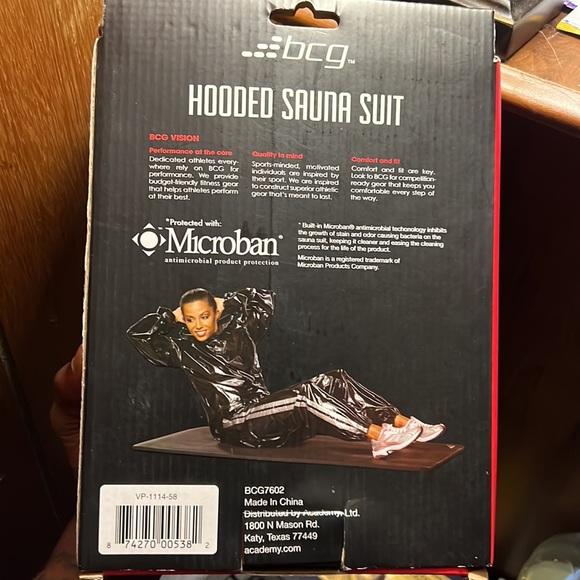 bcg™
HOODED SAUNA SUIT
BCG VISION
Performance at the core
Dedicated athletes every-
where rely on BCG for
performance. We provide
budget-friendly fitness gear
that helps athletes perform
at their best.
Quality in mind
Sports-minded, motivated
individuals are inspired by
their sport. We are inspired
to construct superior athletic
gear that's meant to last.
Comfort and fit
Comfort and fit are key.
Look to BCG for competition-
ready gear that keeps you
comfortable every step of
the way.
*Protected with:
Microban®
antimicrobial product protection
* Built-in Microban® antimicrobial technology inhibits
the growth of stain and odor causing bacteria on the
sauna suit, keeping it cleaner and easing the cleaning
process for the life of the product.
Microban is a registered trademark of
Microban Products Company.
VP-1114-58
8 74270 00538 2
BCG7602
Made In China
Distributed by Academy, Ltd.
1800 N Mason Rd.
Katy, Texas 77449
academy.com